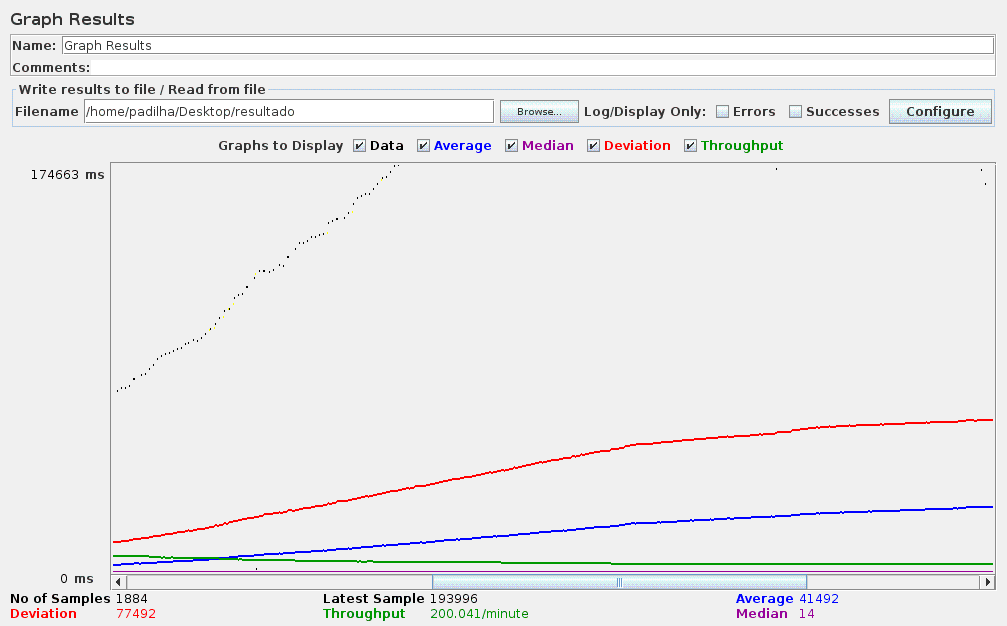 Graph Results
Name: Graph Results
Comments:
Write results to file / Read from file
Filename /home/padilha/Desktop/resultado Browse... Log/Display Only: Errors Successes Configure
Graphs to Display Data Average Median Deviation Throughput
174663 ms
0 ms
No of Samples 1884 Latest Sample 193996 Average 41492
Deviation 77492 Throughput 200.041/minute Median 14